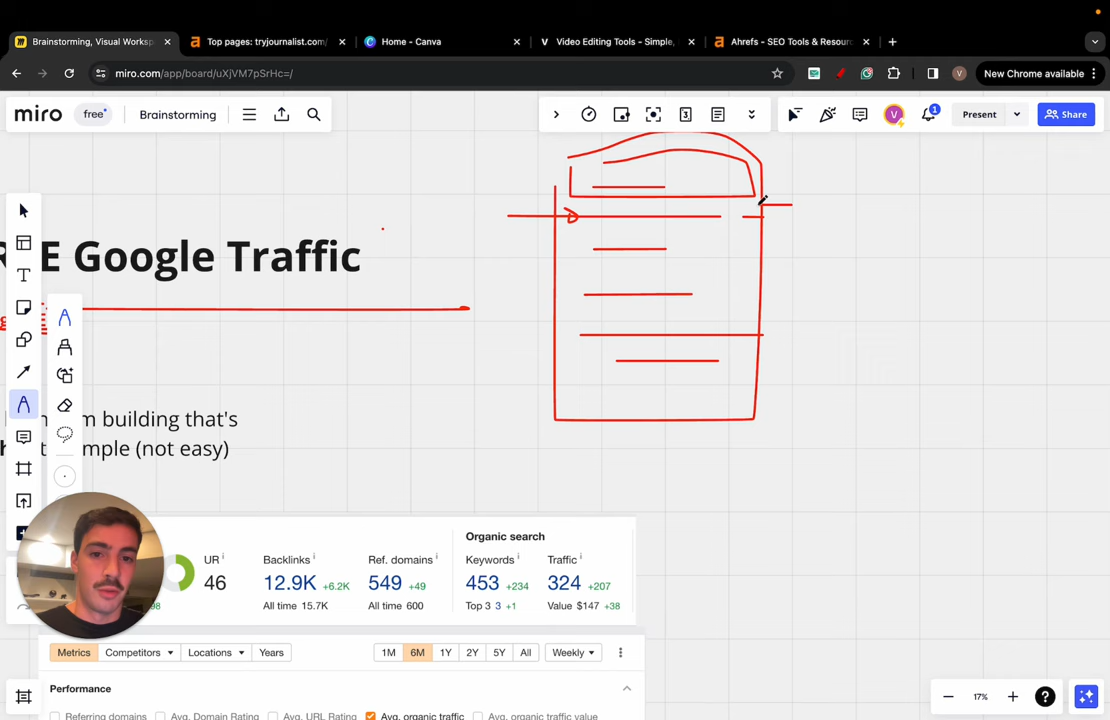 Brainstorming, Visual Worksp
Top pages: tryjournalist.com/
Home - Canva
Video Editing Tools - Simple,
Ahrefs - SEO Tools & Resour
miro.com/app/board/uXjVM7pSrHc=/
V
New Chrome available
miro
free
Brainstorming
3
V
1
Present
Share
E Google Traffic
m building that's
mple (not easy)
UR
46
Backlinks
12.9K +6.2K
All time 15.7K
Ref. domains
549 +49
All time 600
Organic search
Keywords
453 +234
Top 3 3 +1
Traffic
324 +207
Value $147 +38
98
Metrics
Competitors
Locations
Years
1M
6M
1Y
2Y
5Y
All
Weekly
Performance
Referring domains
Avg. Domain Rating
Avg. URL Rating
Avg. organic traffic
Avg. organic traffic value
17%